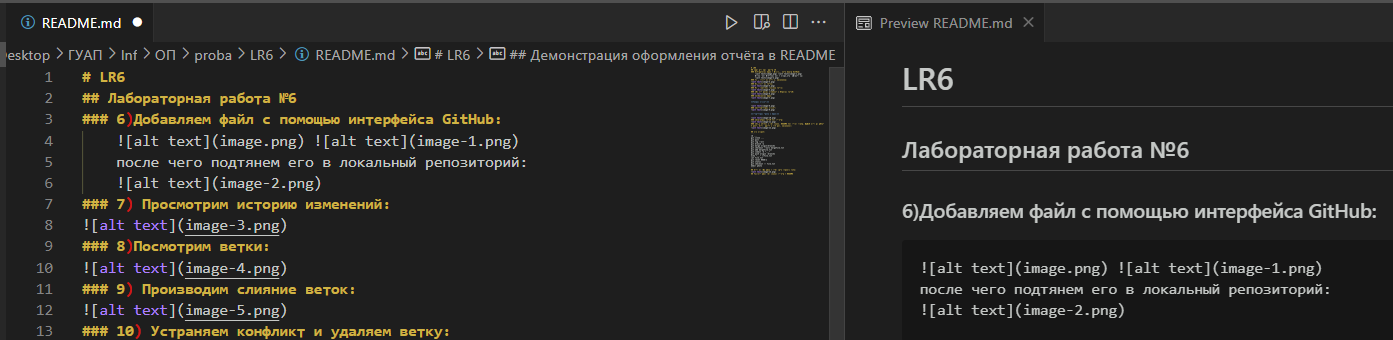 README.md
Preview README.md
esktop > ГУАП > Inf > ОП > proba > LR6 > README.md > # LR6 > ## Демонстрация оформления отчёта в README
1 # LR6
2 ## Лабораторная работа №6
3 ### 6)Добавляем файл с помощью интерфейса GitHub:
4 ![alt text](image.png) ![alt text](image-1.png)
5 после чего подтянем его в локальный репозиторий:
6 ![alt text](image-2.png)
7 ### 7) Просмотрим историю изменений:
8 ![alt text](image-3.png)
9 ### 8)Посмотрим ветки:
10 ![alt text](image-4.png)
11 ### 9) Производим слияние веток:
12 ![alt text](image-5.png)
13 ### 10) Устраняем конфликт и удаляем ветку:
LR6
Лабораторная работа №6
6)Добавляем файл с помощью интерфейса GitHub:
![alt text](image.png) ![alt text](image-1.png)
после чего подтянем его в локальный репозиторий:
![alt text](image-2.png)